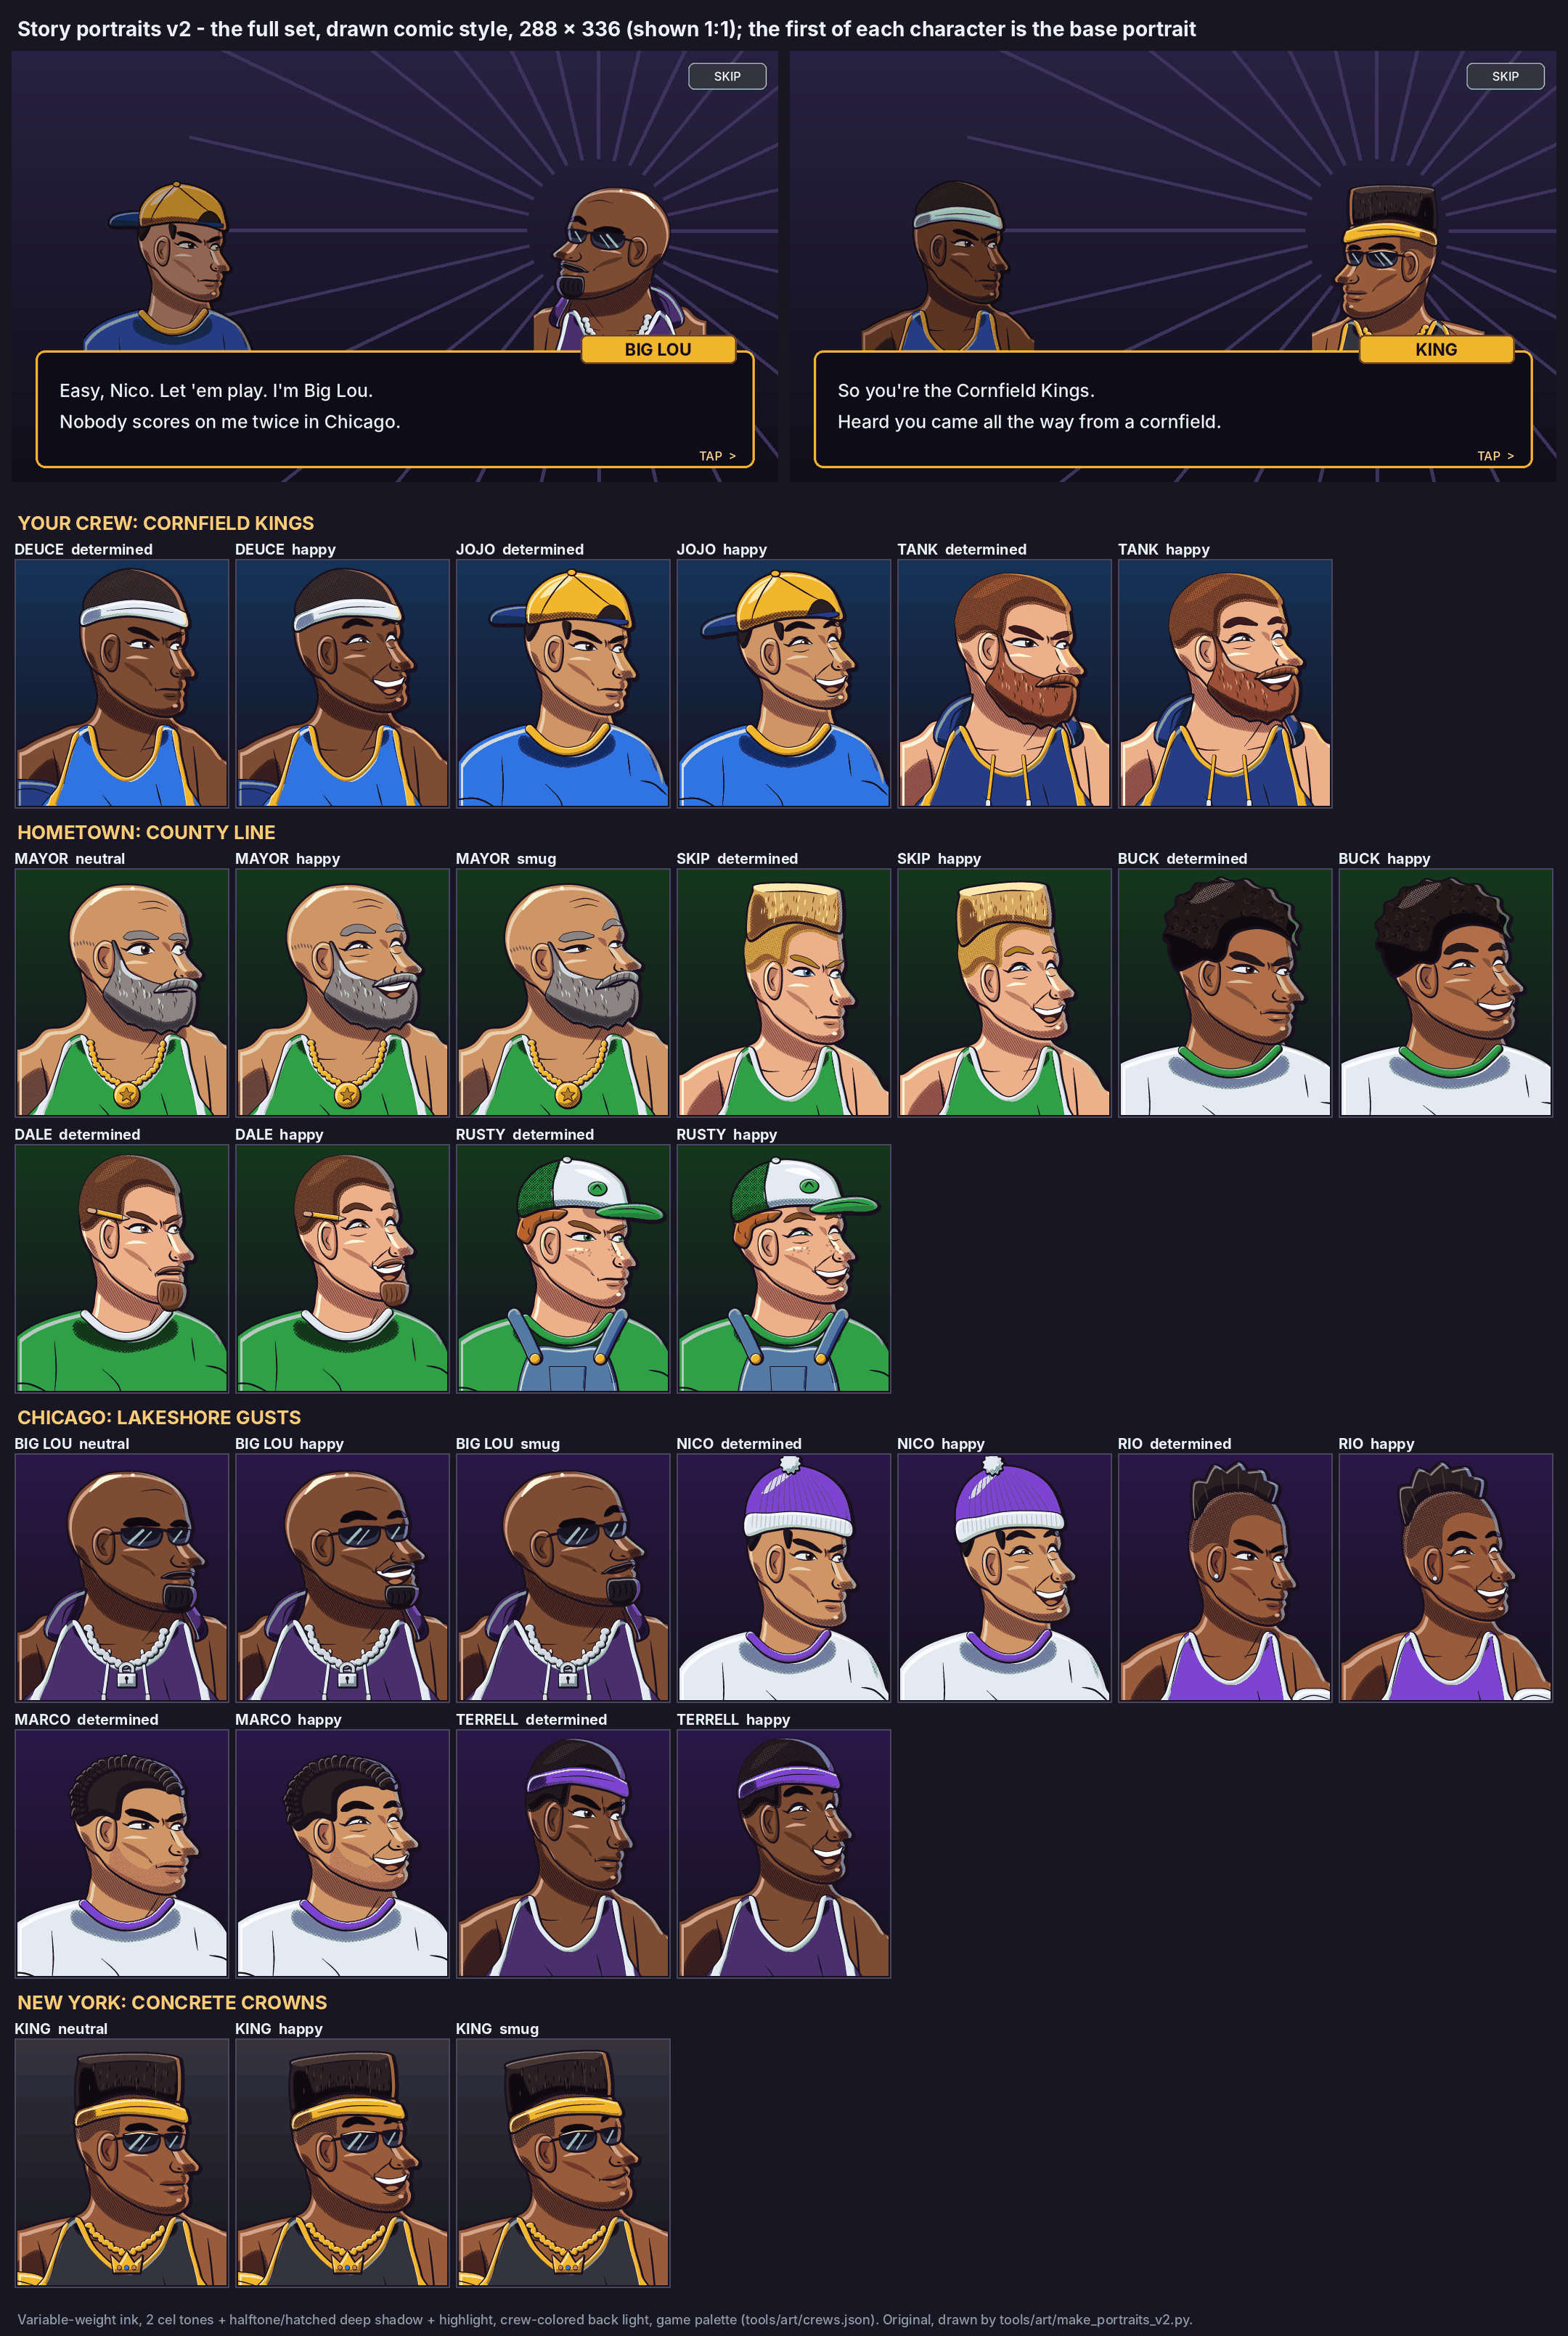 Story portraits v2 - the full set, drawn comic style, 288 × 336 (shown 1:1); the first of each character is the base portrait
SKIP
BIG LOU
Easy, Nico. Let 'em play. I'm Big Lou.
Nobody scores on me twice in Chicago.
TAP >
SKIP
KING
So you're the Cornfield Kings.
Heard you came all the way from a cornfield.
TAP >
YOUR CREW: CORNFIELD KINGS
DEUCE determined
DEUCE happy
JOJO determined
JOJO happy
TANK determined
TANK happy
HOMETOWN: COUNTY LINE
MAYOR neutral
MAYOR happy
MAYOR smug
SKIP determined
SKIP happy
BUCK determined
BUCK happy
DALE determined
DALE happy
RUSTY determined
RUSTY happy
CHICAGO: LAKESHORE GUSTS
BIG LOU neutral
BIG LOU happy
BIG LOU smug
NICO determined
NICO happy
RIO determined
RIO happy
MARCO determined
MARCO happy
TERRELL determined
TERRELL happy
NEW YORK: CONCRETE CROWNS
KING neutral
KING happy
KING smug
Variable-weight ink, 2 cel tones + halftone/hatched deep shadow + highlight, crew-colored back light, game palette (tools/art/crews.json). Original, drawn by tools/art/make_portraits_v2.py.